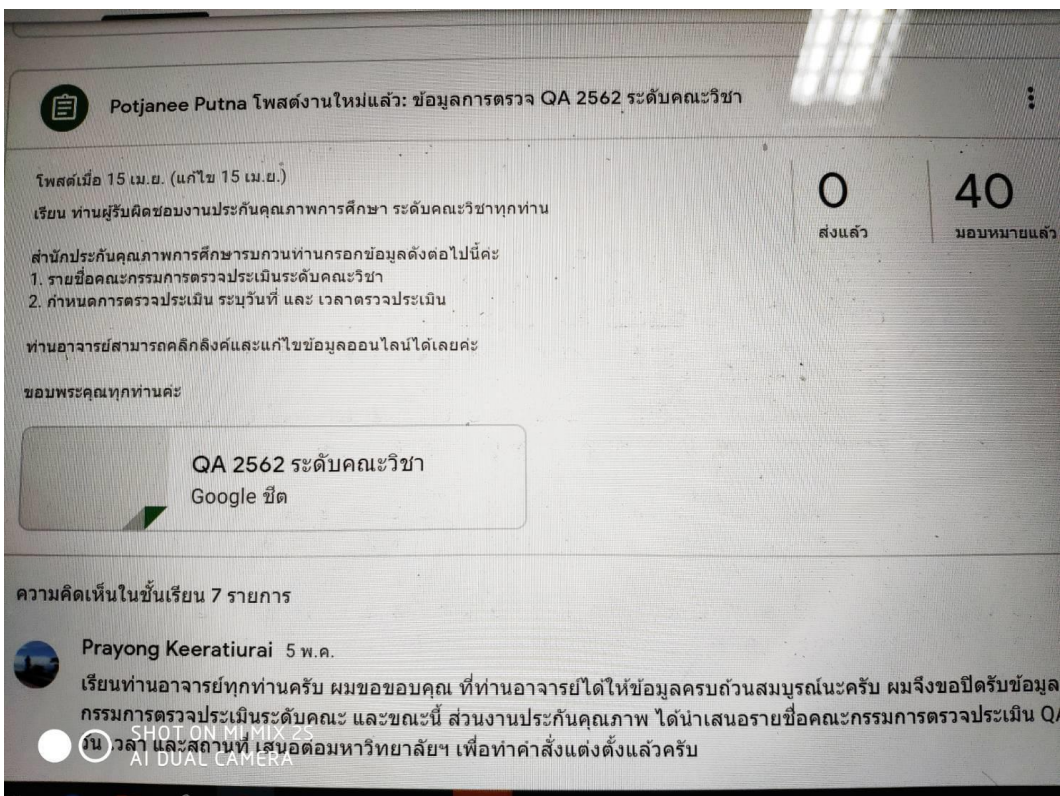 Potjanee Putna โพสต์งานใหม่แล้ว: ข้อมูลการตรวจ QA 2562 ระดับคณะวิชา
โพสต์เมื่อ 15 เม.ย. (แก้ไข 15 เม.ย.)
0
ส่งแล้ว
40
มอบหมายแล้ว
เรียน ท่านผู้รับผิดชอบงานประกันคุณภาพการศึกษา ระดับคณะวิชาทุกท่าน
สำนักประกันคุณภาพการศึกษารบกวนท่านกรอกข้อมูลดังต่อไปนี้ค่ะ
1. รายชื่อคณะกรรมการตรวจประเมินระดับคณะวิชา
2. กำหนดการตรวจประเมิน ระบุวันที่ และ เวลาตรวจประเมิน
ท่านอาจารย์สามารถคลิกลิงค์และแก้ไขข้อมูลออนไลน์ได้เลยค่ะ
ขอบพระคุณทุกท่านค่ะ
QA 2562 ระดับคณะวิชา
Google ชีต
ความคิดเห็นในชั้นเรียน 7 รายการ
Prayong Keeratiurai 5 พ.ค.
เรียนท่านอาจารย์ทุกท่านครับ ผมขอขอบคุณ ที่ท่านอาจารย์ได้ให้ข้อมูลครบถ้วนสมบูรณ์นะครับ ผมจึงขอปิดรับข้อมูล
กรรมการตรวจประเมินระดับคณะ และขณะนี้ ส่วนงานประกันคุณภาพ ได้นำเสนอรายชื่อคณะกรรมการตรวจประเมิน QA
วัน เวลา และสถานที่ เสนอต่อมหาวิทยาลัยฯ เพื่อทำคำสั่งแต่งตั้งแล้วครับ
SHOT ON MI MIX 2S
AI DUAL CAMERA